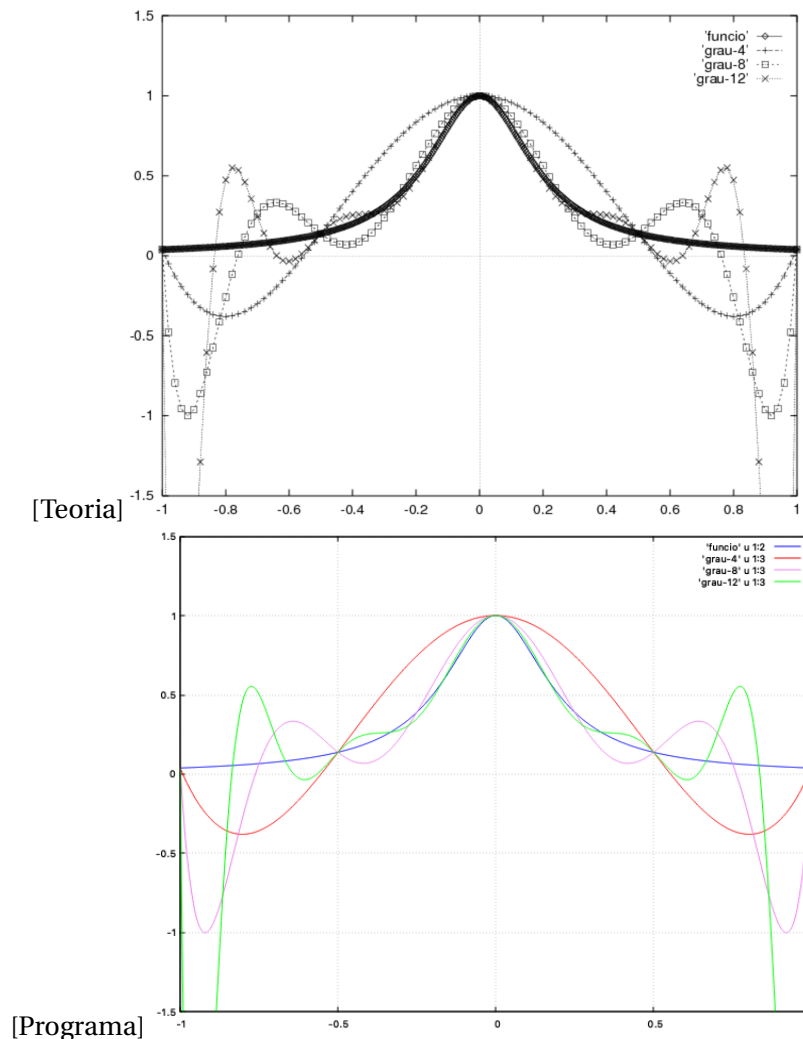 1.5
1
0.5
0
-0.5
-1
-1.5
-1
-0.8
-0.6
-0.4
-0.2
0
0.2
0.4
0.6
0.8
1
'funcio'
'grau-4'
'grau-8'
'grau-12'
[Teoria]
1.5
1
0.5
0
-0.5
-1
-1.5
-1
-0.5
0
0.5
'funcio' u 1:2
'grau-4' u 1:3
'grau-8' u 1:3
'grau-12' u 1:3
[Programa]